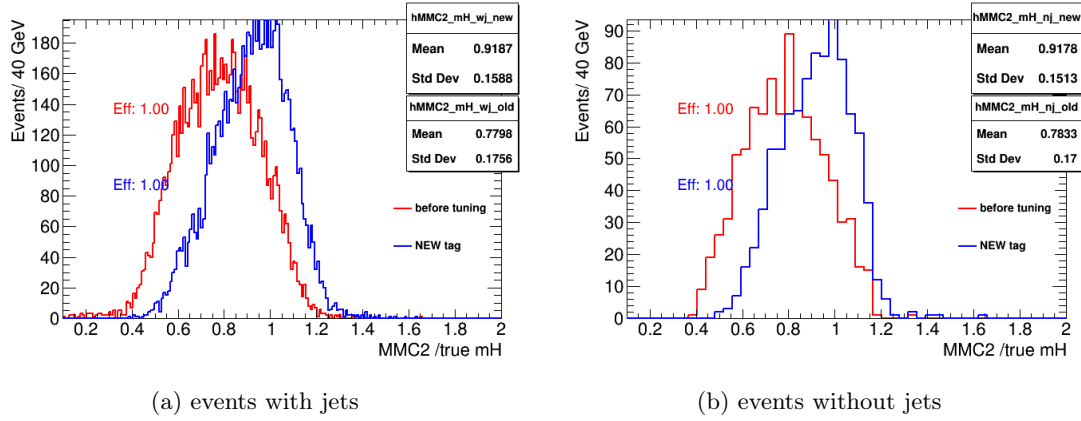 Events/ 40 GeV
180
160
140
120
100
80
60
40
20
0
0.2 0.4 0.6 0.8 1 1.2 1.4 1.6 1.8 2
MMC2 /true mH
Eff: 1.00
Eff: 1.00
hMMC2_mH_wj_new
Mean 0.9187
Std Dev 0.1588
hMMC2_mH_wj_old
Mean 0.7798
Std Dev 0.1756
before tuning
NEW tag
(a) events with jets
Events/ 40 GeV
90
80
70
60
50
40
30
20
10
0
0.2 0.4 0.6 0.8 1 1.2 1.4 1.6 1.8 2
MMC2 /true mH
Eff: 1.00
Eff: 1.00
hMMC2_mH_nj_new
Mean 0.9178
Std Dev 0.1513
hMMC2_mH_nj_old
Mean 0.7833
Std Dev 0.17
before tuning
NEW tag
(b) events without jets